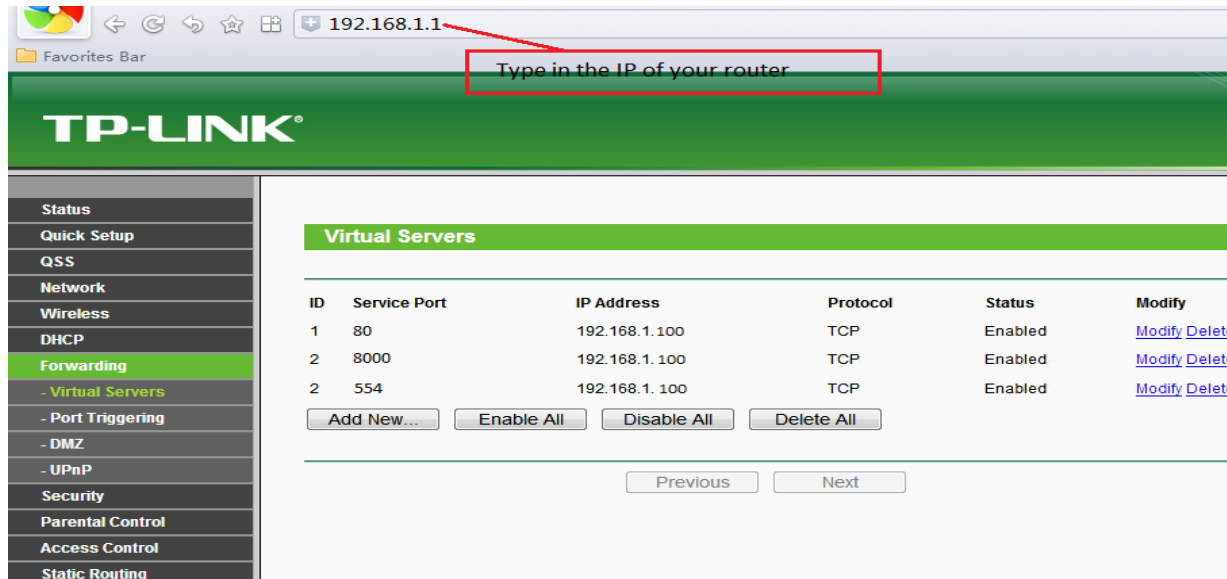 192.168.1.1
Favorites Bar
Type in the IP of your router
TP-LINK®
Status
Quick Setup
QSS
Network
Wireless
DHCP
Forwarding
- Virtual Servers
- Port Triggering
- DMZ
- UPnP
Security
Parental Control
Access Control
Static Routing
Virtual Servers
ID Service Port IP Address Protocol Status Modify
1 80 192.168.1.100 TCP Enabled Modify Delet
2 8000 192.168.1.100 TCP Enabled Modify Delet
2 554 192.168.1. 100 TCP Enabled Modify Delet
Add New... Enable All Disable All Delete All
Previous Next